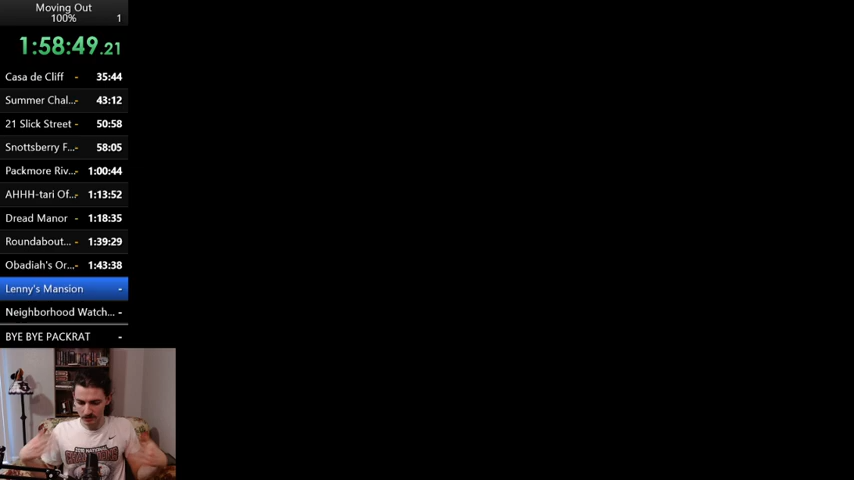 Moving Out
100% 1
1:58:49.21
Casa de Cliff - 35:44
Summer Chal...- 43:12
21 Slick Street - 50:58
Snottsberry F...- 58:05
Packmore Riv...- 1:00:44
AHHH-tari Of...- 1:13:52
Dread Manor - 1:18:35
Roundabout... - 1:39:29
Obadiah's Or...- 1:43:38
Lenny's Mansion -
Neighborhood Watch... -
BYE BYE PACKRAT -